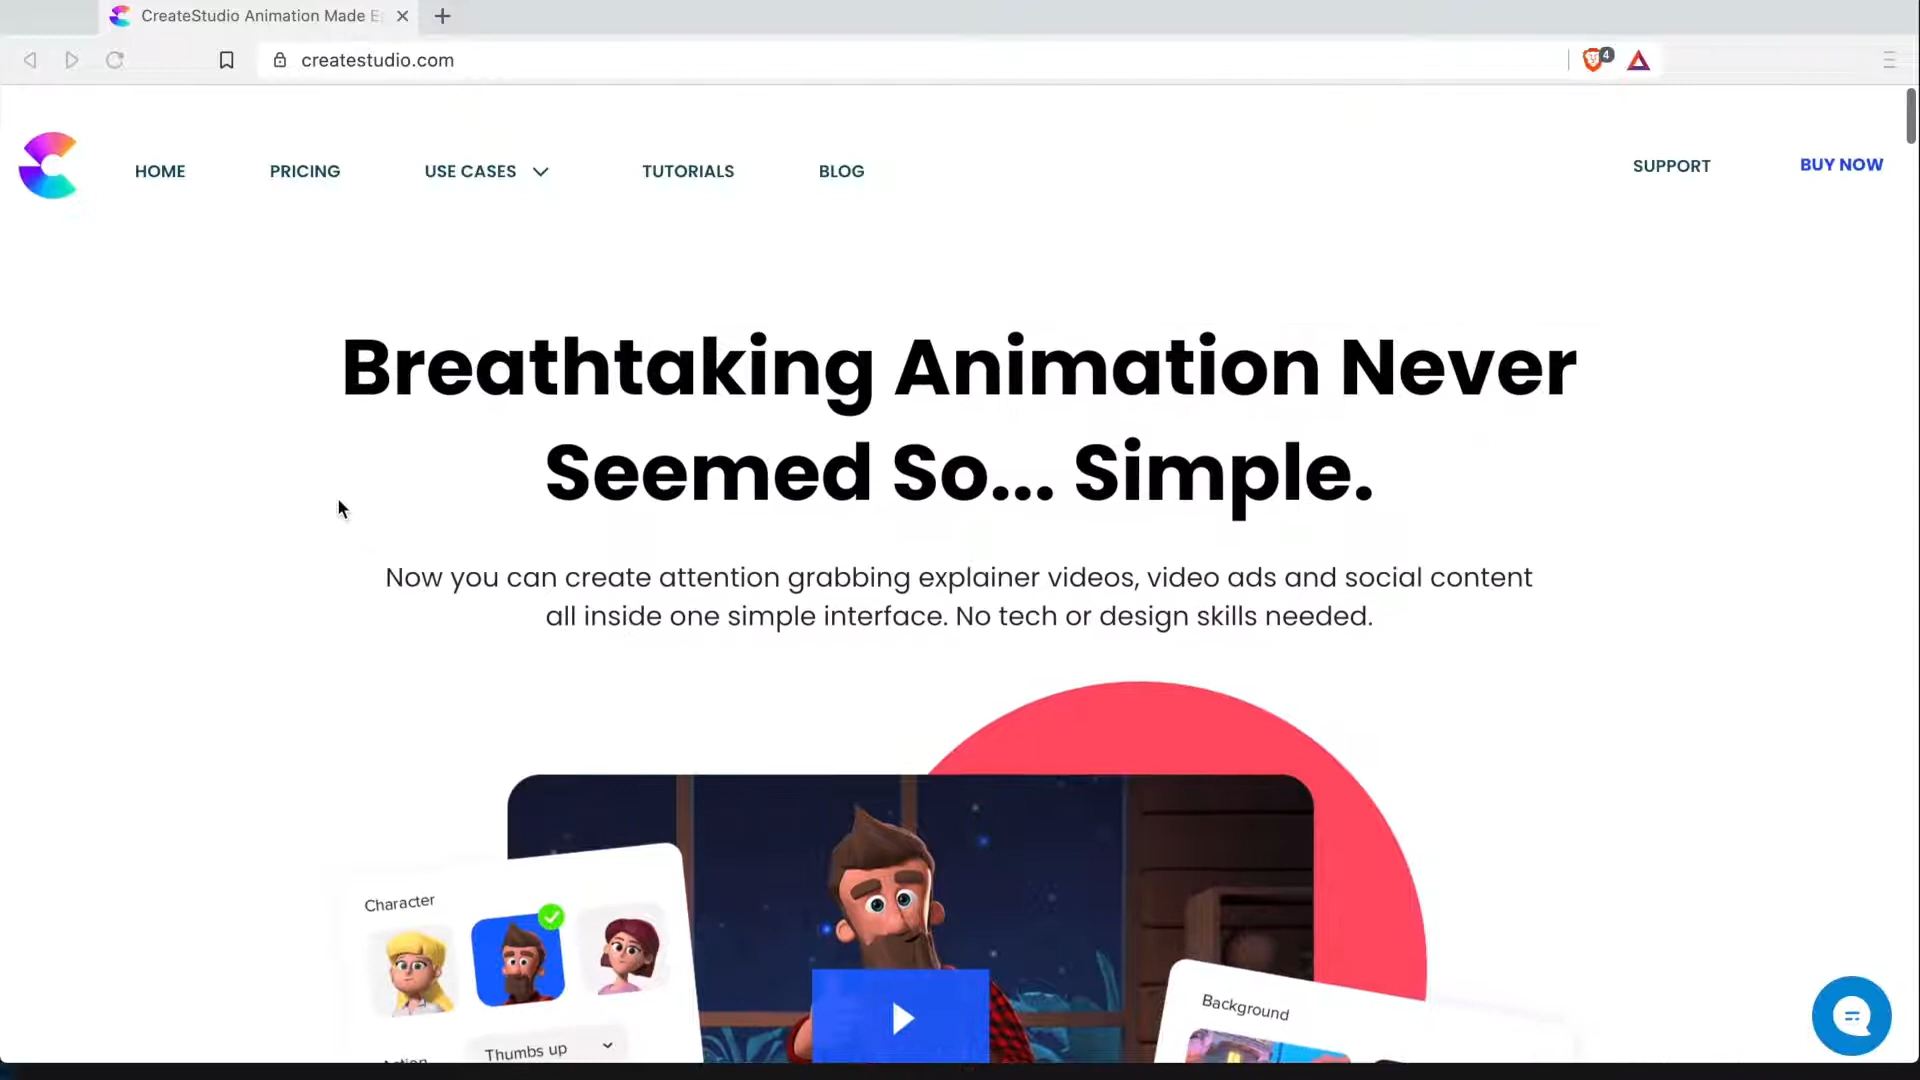 CreateStudio Animation Made E
createstudio.com
4
HOME
PRICING
USE CASES
TUTORIALS
BLOG
SUPPORT
BUY NOW
Breathtaking Animation Never
Seemed So... Simple.
Now you can create attention grabbing explainer videos, video ads and social content
all inside one simple interface. No tech or design skills needed.
Character
Thumbs up
Background